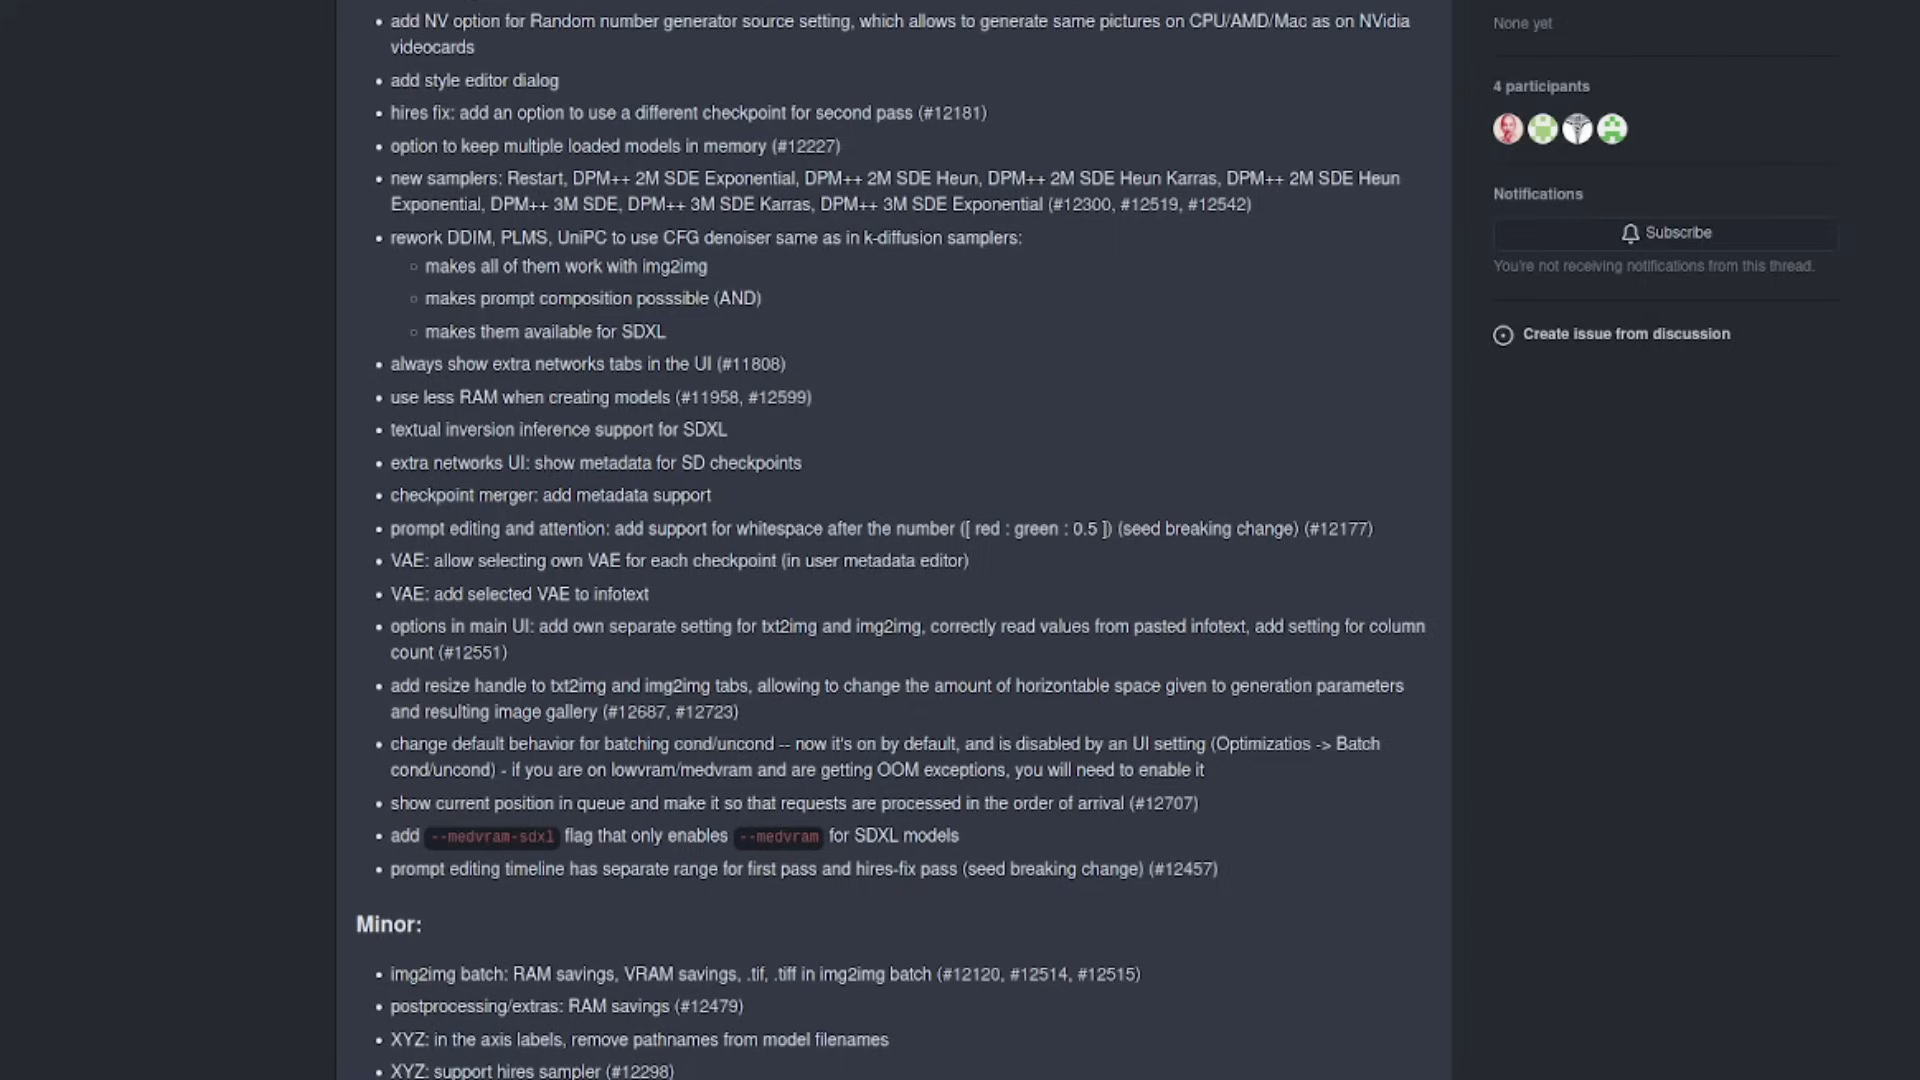 • add NV option for Random number generator source setting, which allows to generate same pictures on CPU/AMD/Mac as on NVidia
videocards
• add style editor dialog
• hires fix: add an option to use a different checkpoint for second pass (#12181)
• option to keep multiple loaded models in memory (#12227)
• new samplers: Restart, DPM++ 2M SDE Exponential, DPM++ 2M SDE Heun, DPM++ 2M SDE Heun Karras, DPM++ 2M SDE Heun
Exponential, DPM++ 3M SDE, DPM++ 3M SDE Karras, DPM++ 3M SDE Exponential (#12300, #12519, #12542)
• rework DDIM, PLMS, UniPC to use CFG denoiser same as in k-diffusion samplers:
◦ makes all of them work with img2img
◦ makes prompt composition posssible (AND)
◦ makes them available for SDXL
• always show extra networks tabs in the UI (#11808)
• use less RAM when creating models (#11958, #12599)
• textual inversion inference support for SDXL
• extra networks UI: show metadata for SD checkpoints
• checkpoint merger: add metadata support
• prompt editing and attention: add support for whitespace after the number ([ red : green : 0.5 ]) (seed breaking change) (#12177)
• VAE: allow selecting own VAE for each checkpoint (in user metadata editor)
• VAE: add selected VAE to infotext
• options in main UI: add own separate setting for txt2img and img2img, correctly read values from pasted infotext, add setting for column
count (#12551)
• add resize handle to txt2img and img2img tabs, allowing to change the amount of horizontable space given to generation parameters
and resulting image gallery (#12687, #12723)
• change default behavior for batching cond/uncond -- now it's on by default, and is disabled by an UI setting (Optimizatios -> Batch
cond/uncond) - if you are on lowvram/medvram and are getting OOM exceptions, you will need to enable it
• show current position in queue and make it so that requests are processed in the order of arrival (#12707)
• add --medvram-sdxl flag that only enables --medvram for SDXL models
• prompt editing timeline has separate range for first pass and hires-fix pass (seed breaking change) (#12457)
Minor:
• img2img batch: RAM savings, VRAM savings, .tif, .tiff in img2img batch (#12120, #12514, #12515)
• postprocessing/extras: RAM savings (#12479)
• XYZ: in the axis labels, remove pathnames from model filenames
• XYZ: support hires sampler (#12298)
None yet
4 participants
Notifications
Subscribe
You're not receiving notifications from this thread.
Create issue from discussion